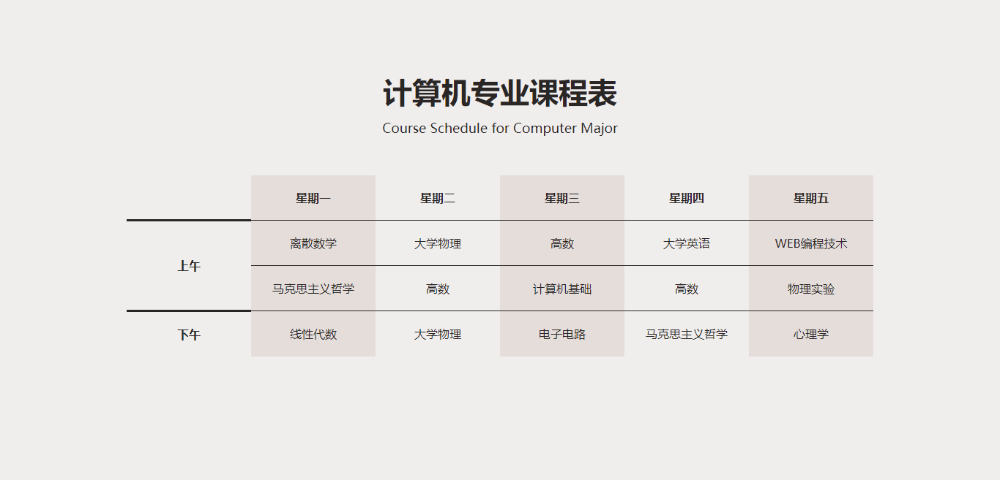 计算机专业课程表
Course Schedule for Computer Major
星期一 星期二 星期三 星期四 星期五
离散数学 大学物理 高数 大学英语 WEB编程技术
上午
马克思主义哲学 高数 计算机基础 高数 物理实验
下午 线性代数 大学物理 电子电路 马克思主义哲学 心理学